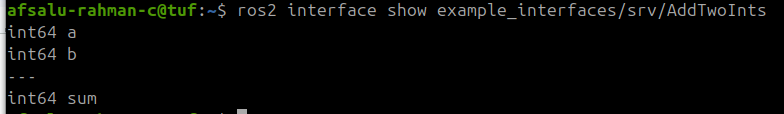 afsalu-rahman-c@tuf:~$ ros2 interface show example_interfaces/srv/AddTwoInts
int64 a
int64 b
---
int64 sum